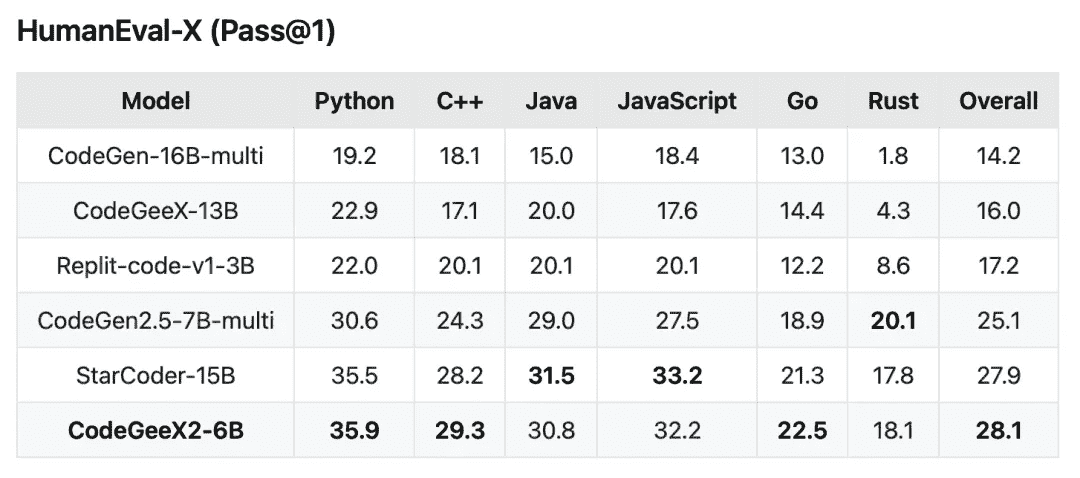 HumanEval-X (Pass@1)
Model Python C++ Java JavaScript Go Rust Overall
CodeGen-16B-multi 19.2 18.1 15.0 18.4 13.0 1.8 14.2
CodeGeeX-13B 22.9 17.1 20.0 17.6 14.4 4.3 16.0
Replit-code-v1-3B 22.0 20.1 20.1 20.1 12.2 8.6 17.2
CodeGen2.5-7B-multi 30.6 24.3 29.0 27.5 18.9 20.1 25.1
StarCoder-15B 35.5 28.2 31.5 33.2 21.3 17.8 27.9
CodeGeeX2-6B 35.9 29.3 30.8 32.2 22.5 18.1 28.1